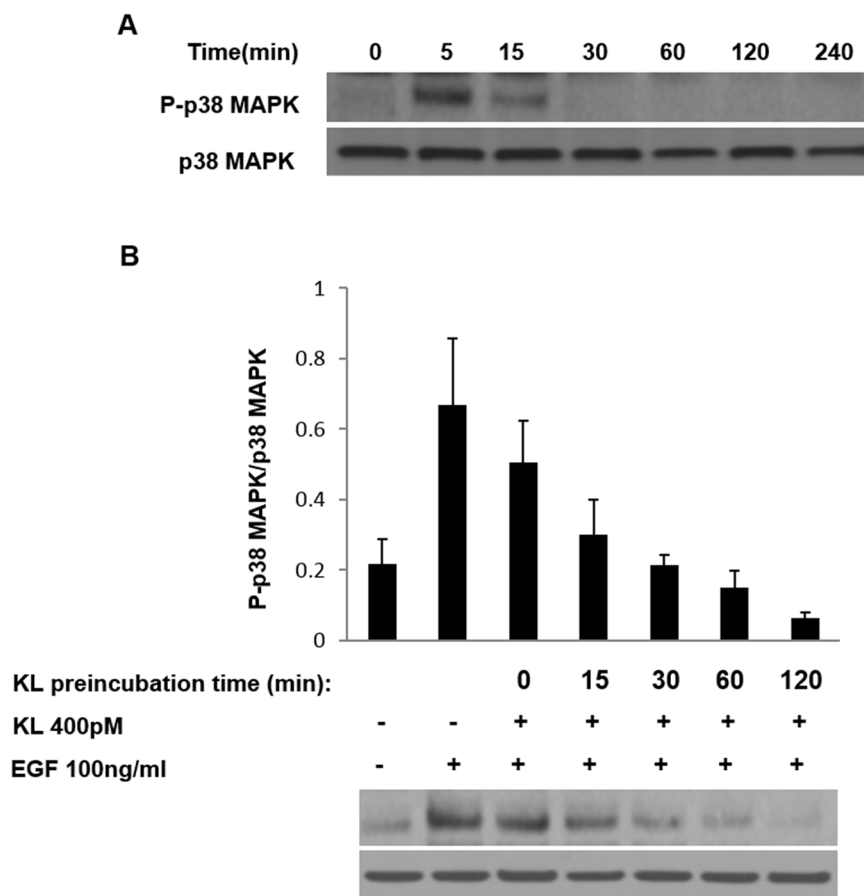 A
Time(min) 0 5 15 30 60 120 240
P-p38 MAPK
p38 MAPK
B
P-p38 MAPK/p38 MAPK
1
0.8
0.6
0.4
0.2
0
KL preincubation time (min): 0 15 30 60 120
KL 400pM - - + + + + +
EGF 100ng/ml - + + + + + +